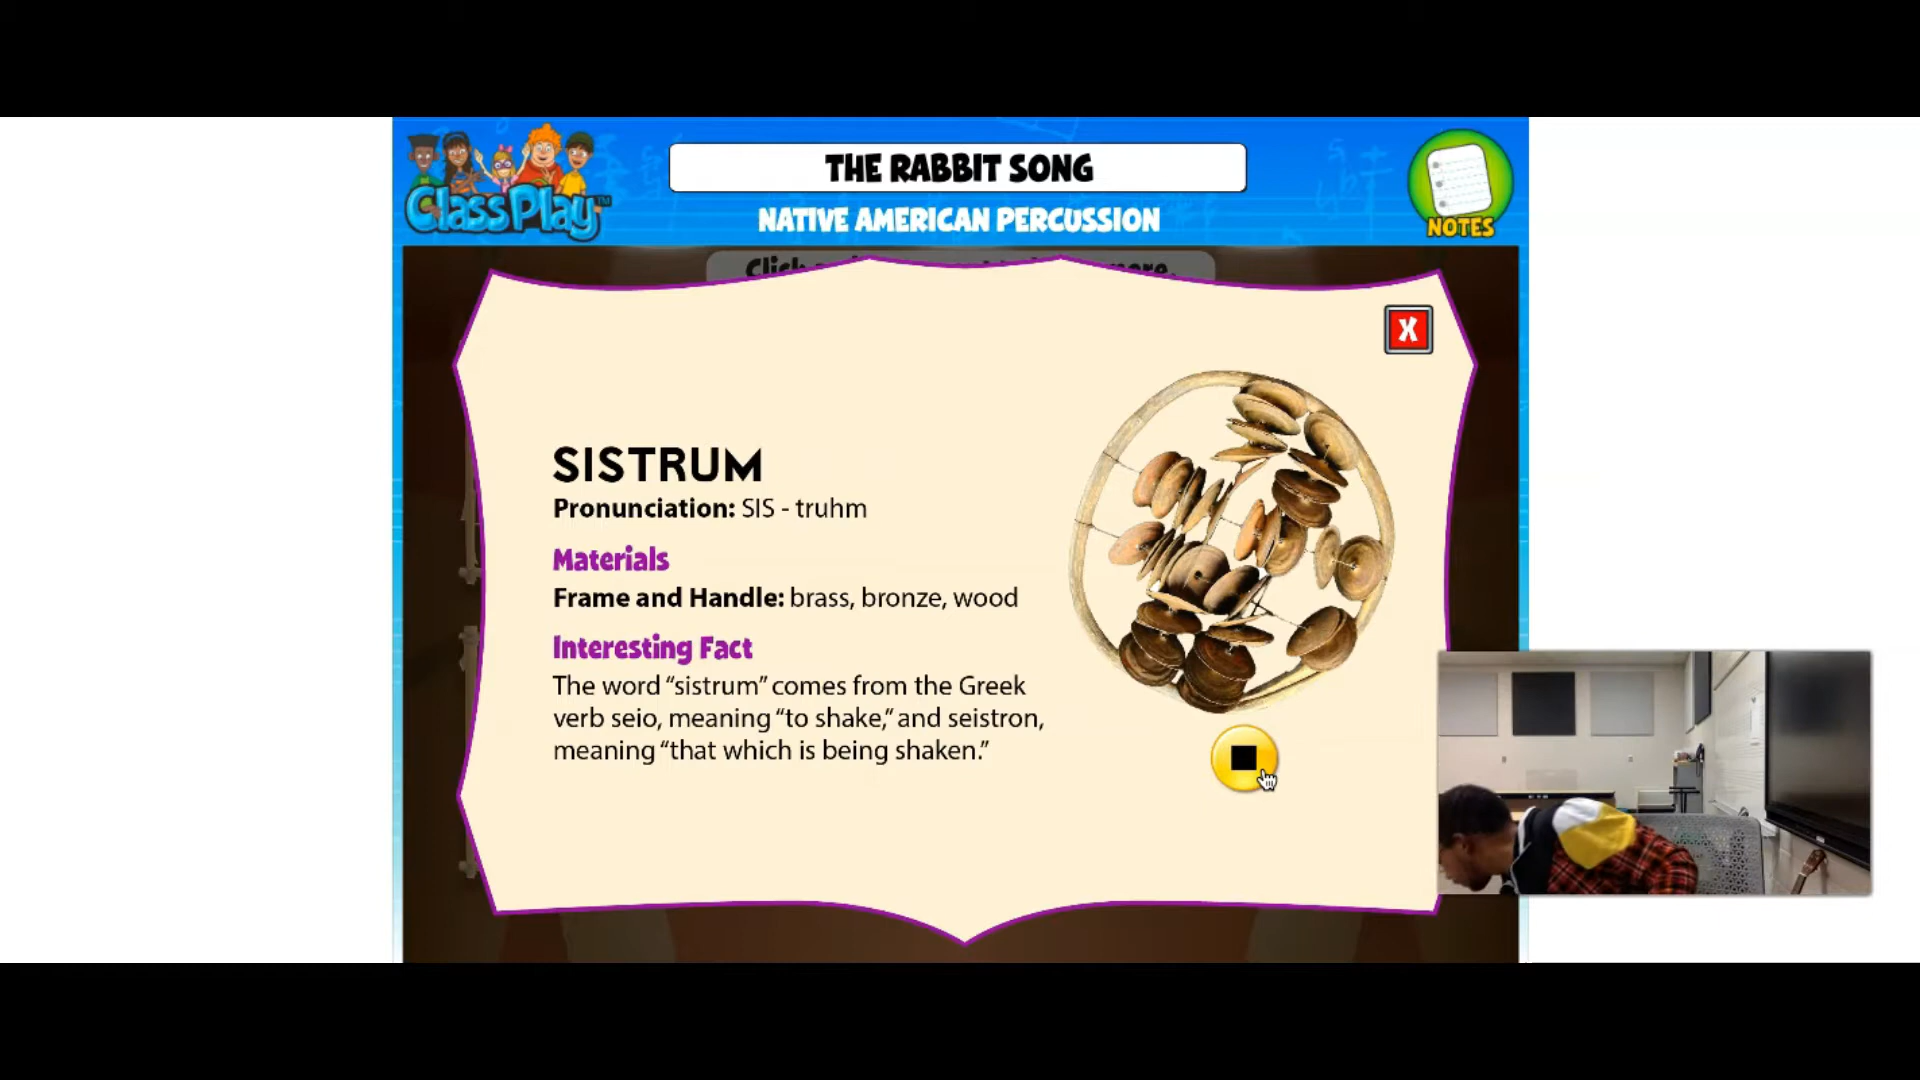 THE RABBIT SONG
ClassPlay™
NATIVE AMERICAN PERCUSSION
NOTES
X
SISTRUM
Pronunciation: SIS - truhm
Materials
Frame and Handle: brass, bronze, wood
Interesting Fact
The word “sistrum” comes from the Greek
verb seio, meaning “to shake,” and seistron,
meaning “that which is being shaken.”